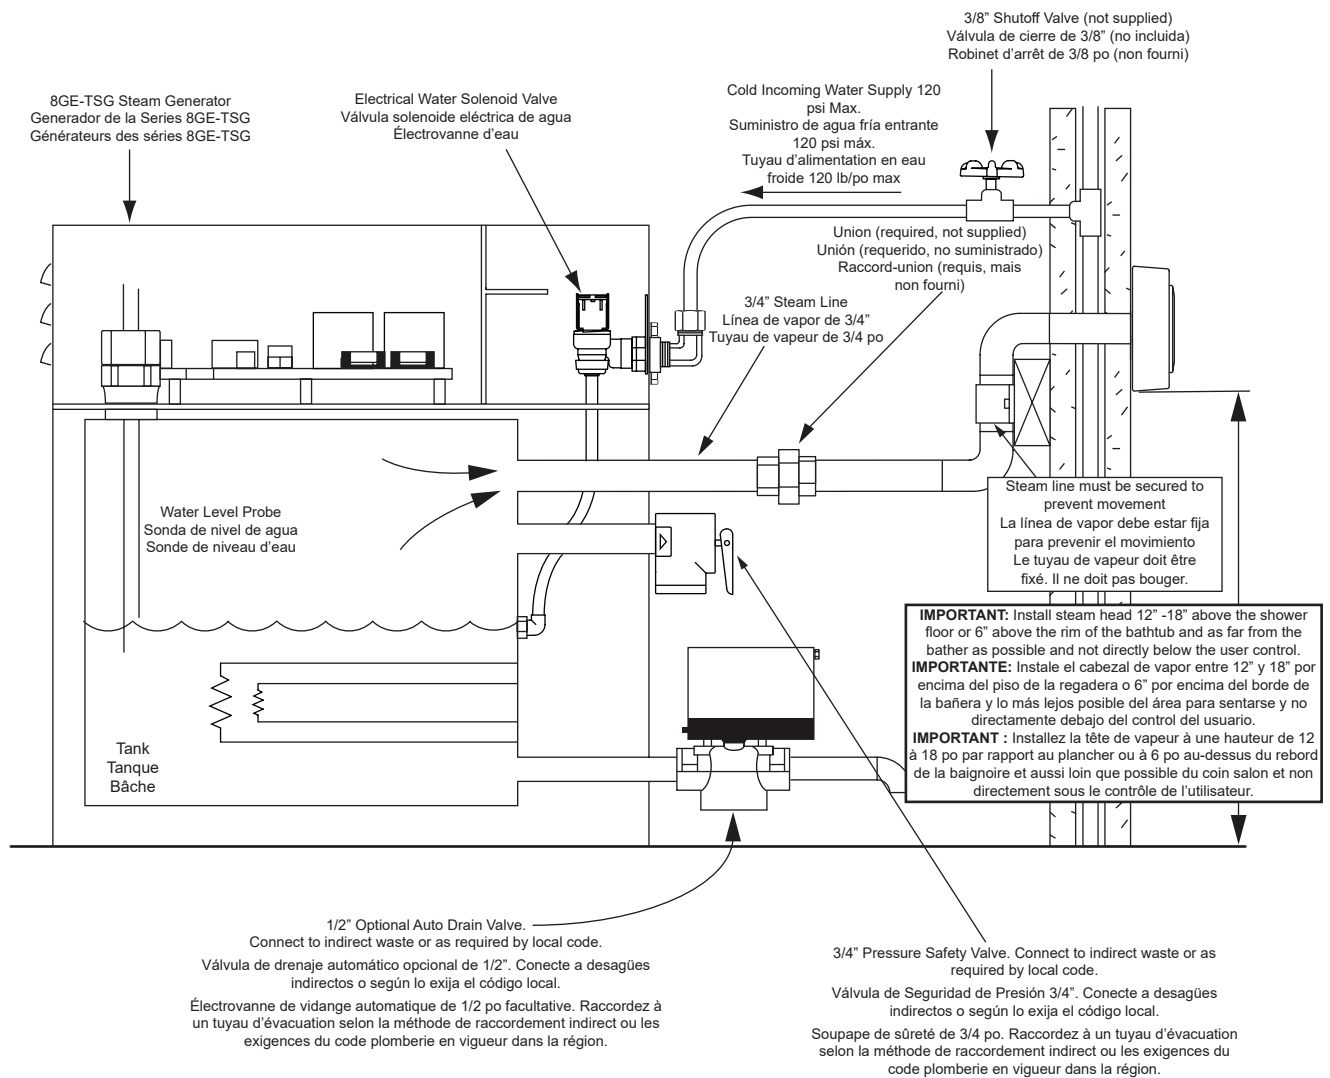 3/8” Shutoff Valve (not supplied)
Válvula de cierre de 3/8” (no incluida)
Robinet d’arrêt de 3/8 po (non fourni)
8GE-TSG Steam Generator
Generador de la Series 8GE-TSG
Générateurs des séries 8GE-TSG
Electrical Water Solenoid Valve
Válvula solenoide eléctrica de agua
Électrovanne d’eau
Cold Incoming Water Supply 120
psi Max.
Suministro de agua fría entrante
120 psi máx.
Tuyau d’alimentation en eau
froide 120 lb/po max
Union (required, not supplied)
Unión (requerido, no suministrado)
Raccord-union (requis, mais
non fourni)
3/4” Steam Line
Línea de vapor de 3/4”
Tuyau de vapeur de 3/4 po
Water Level Probe
Sonda de nivel de agua
Sonde de niveau d’eau
Steam line must be secured to
prevent movement
La línea de vapor debe estar fija
para prevenir el movimiento
Le tuyau de vapeur doit être
fixé. Il ne doit pas bouger.
IMPORTANT: Install steam head 12” -18” above the shower
floor or 6” above the rim of the bathtub and as far from the
bather as possible and not directly below the user control.
IMPORTANTE: Instale el cabezal de vapor entre 12” y 18” por
encima del piso de la regadera o 6” por encima del borde de
la bañera y lo más lejos posible del área para sentarse y no
directamente debajo del control del usuario.
IMPORTANT : Installez la tête de vapeur à une hauteur de 12
à 18 po par rapport au plancher ou à 6 po au-dessus du rebord
de la baignoire et aussi loin que possible du coin salon et non
directement sous le contrôle de l’utilisateur.
Tank
Tanque
Bâche
1/2” Optional Auto Drain Valve.
Connect to indirect waste or as required by local code.
Válvula de drenaje automático opcional de 1/2”. Conecte a desagües
indirectos o según lo exija el código local.
Électrovanne de vidange automatique de 1/2 po facultative. Raccordez à
un tuyau d’évacuation selon la méthode de raccordement indirect ou les
exigences du code plomberie en vigueur dans la région.
3/4” Pressure Safety Valve. Connect to indirect waste or as
required by local code.
Válvula de Seguridad de Presión 3/4”. Conecte a desagües
indirectos o según lo exija el código local.
Soupape de sûreté de 3/4 po. Raccordez à un tuyau d’évacuation
selon la méthode de raccordement indirect ou les exigences du
code plomberie en vigueur dans la région.